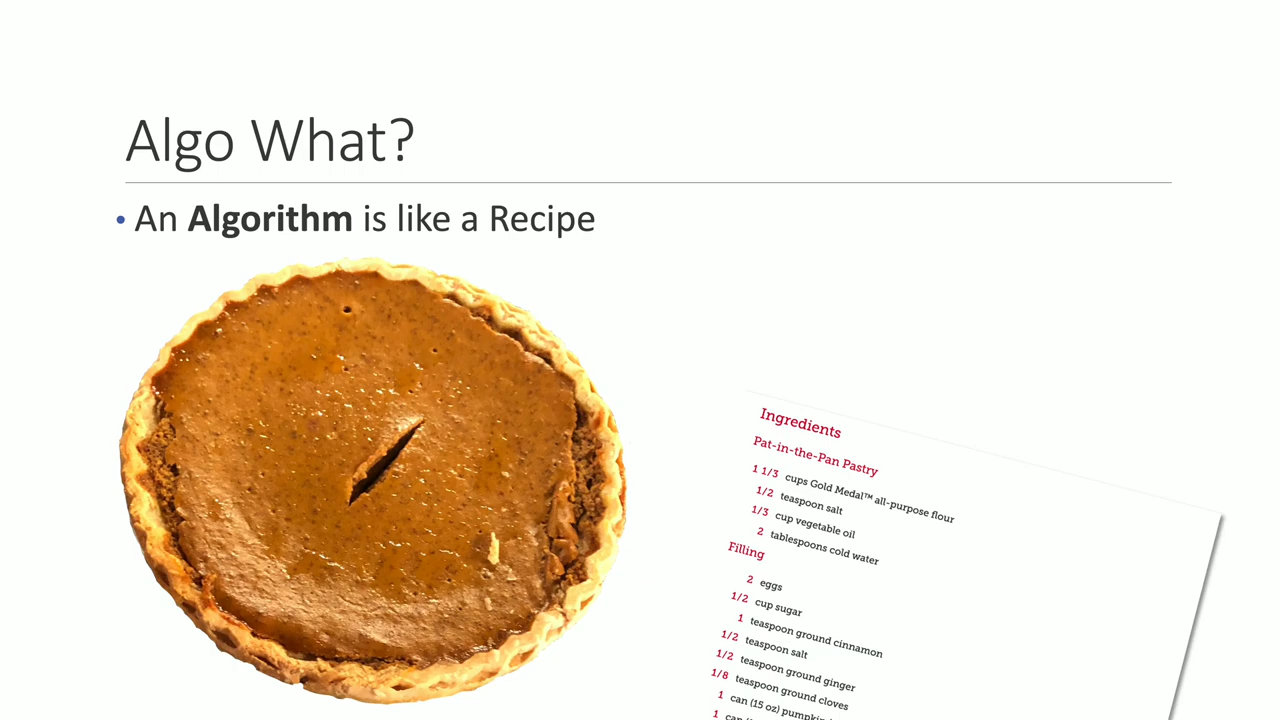 Algo What?
• An Algorithm is like a Recipe
Ingredients
Pat-in-the-Pan Pastry
1 1/3 cups Gold Medal™ all-purpose flour
1/2 teaspoon salt
1/3 cup vegetable oil
2 tablespoons cold water
Filling
2 eggs
1/2 cup sugar
1 teaspoon ground cinnamon
1/2 teaspoon salt
1/2 teaspoon ground ginger
1/8 teaspoon ground cloves
1 can (15 oz) pumpkin
1 can